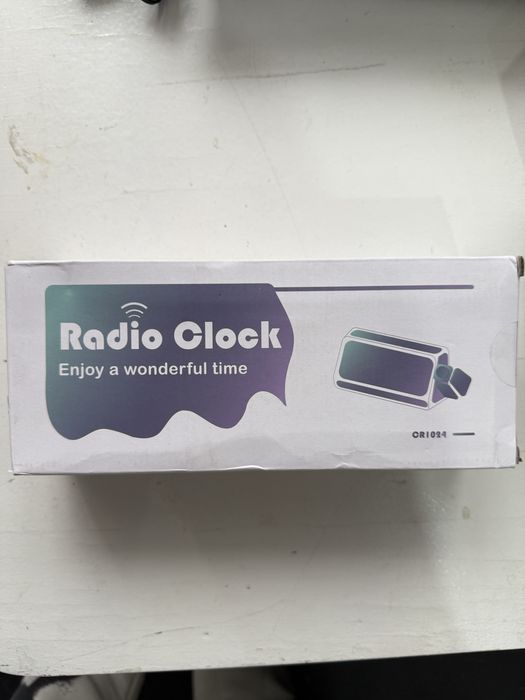 Radio Clock
Enjoy a wonderful time
CR1024